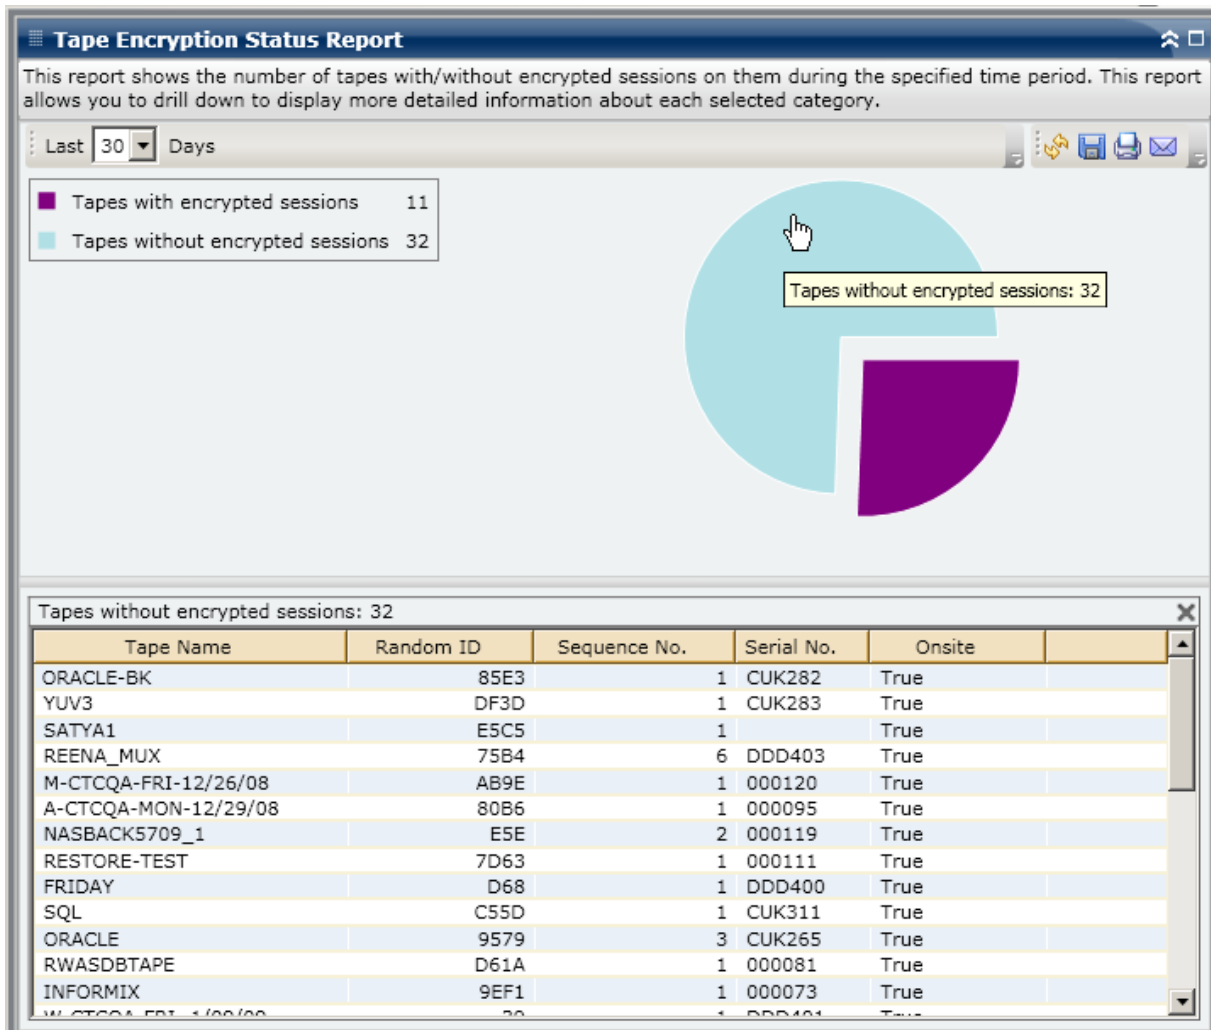 Tape Encryption Status Report
This report shows the number of tapes with/without encrypted sessions on them during the specified time period. This report
allows you to drill down to display more detailed information about each selected category.
Last 30 Days
Tapes with encrypted sessions 11
Tapes without encrypted sessions 32
Tapes without encrypted sessions: 32
Tapes without encrypted sessions: 32
Tape Name Random ID Sequence No. Serial No. Onsite
ORACLE-BK 85E3 1 CUK282 True
YUV3 DF3D 1 CUK283 True
SATYA1 E5C5 1 True
REENA_MUX 75B4 6 DDD403 True
M-CTCQA-FRI-12/26/08 AB9E 1 000120 True
A-CTCQA-MON-12/29/08 80B6 1 000095 True
NASBACK5709_1 E5E 2 000119 True
RESTORE-TEST 7D63 1 000111 True
FRIDAY D68 1 DDD400 True
SQL C55D 1 CUK311 True
ORACLE 9579 3 CUK265 True
RWASDBTAPE D61A 1 000081 True
INFORMIX 9EF1 1 000073 True